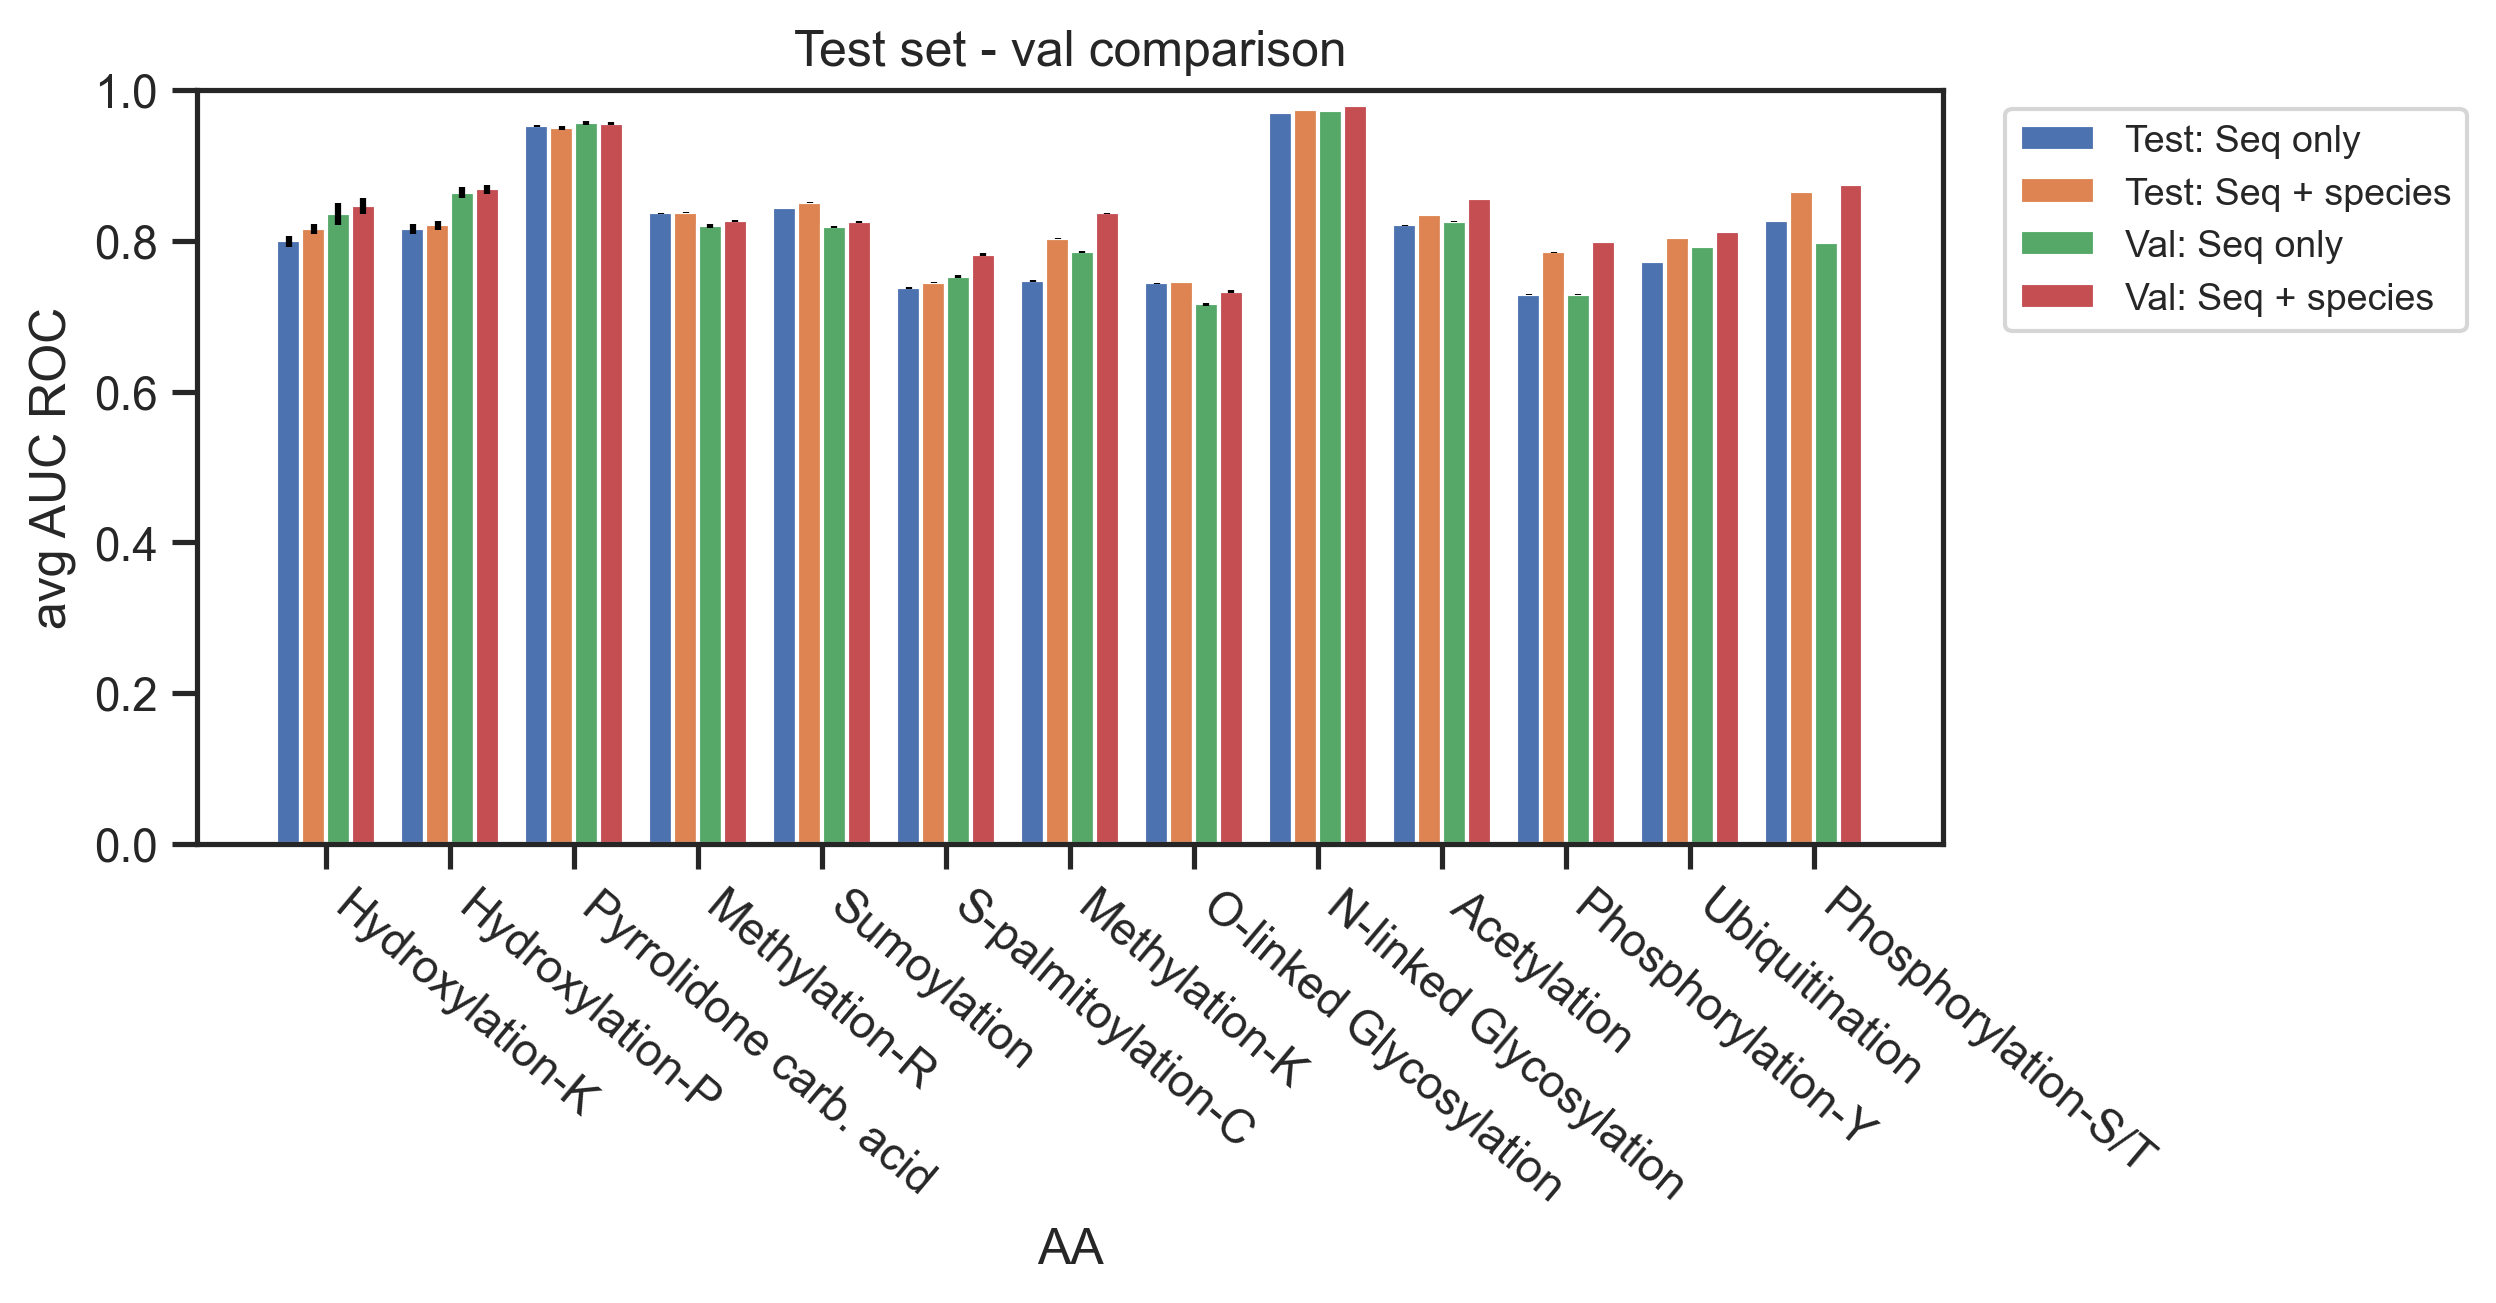 Test set - val comparison
1.0
0.8
0.6
0.4
0.2
0.0
avg AUC ROC
Test: Seq only
Test: Seq + species
Val: Seq only
Val: Seq + species
Hydroxylation-K
Hydroxylation-P
Pyrrolidone carb. acid
Methylation-R
Sumoylation
S-palmitoylation-C
Methylation-K
O-linked Glycosylation
N-linked Glycosylation
Acetylation
Phosphorylation-Y
Ubiquitination
Phosphorylation-S/T
AA